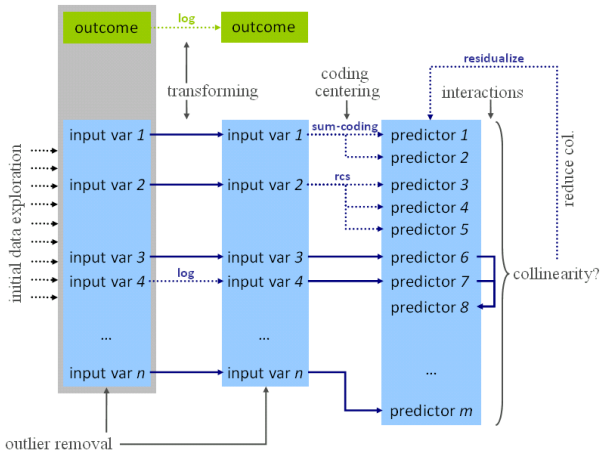 outcome
log
outcome
residualize
transforming
coding
centering
interactions
input var 1
input var 1
sum-coding
predictor 1
predictor 2
input var 2
input var 2
rcs
predictor 3
predictor 4
predictor 5
input var 3
input var 3
predictor 6
input var 4
log
input var 4
predictor 7
predictor 8
...
...
...
input var n
input var n
predictor m
initial data exploration
reduce col.
collinearity?
outlier removal